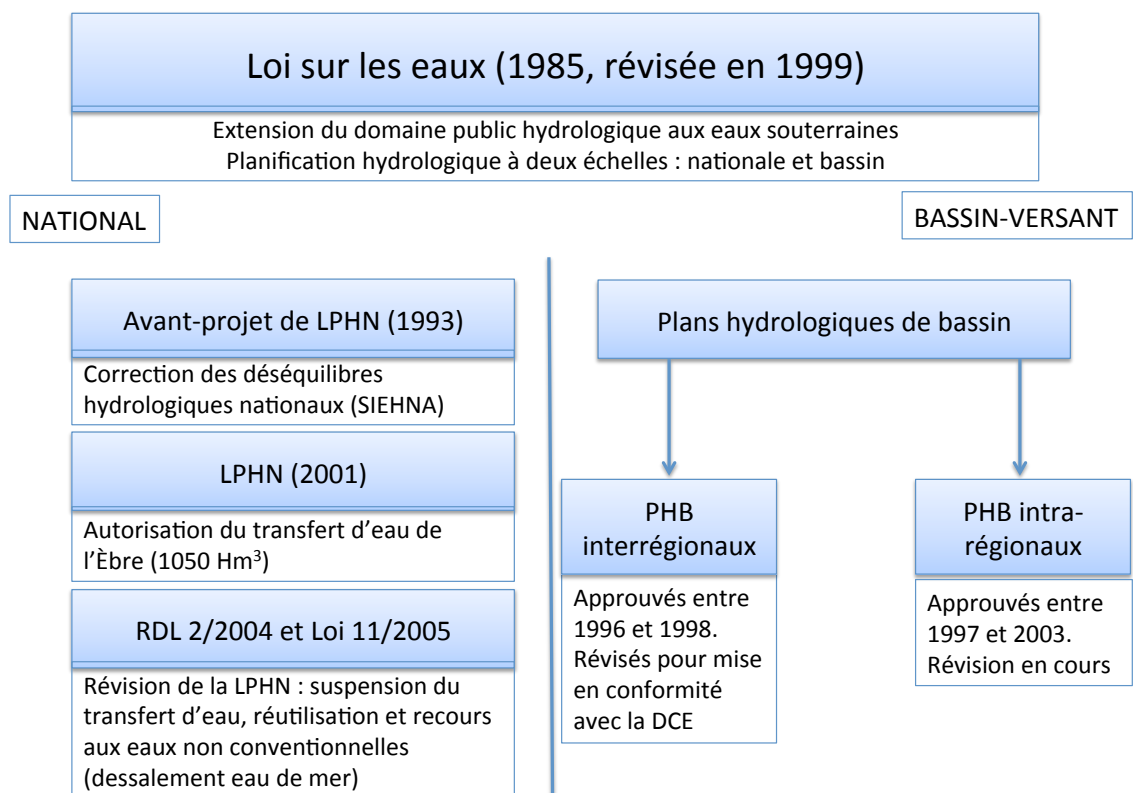 Loi sur les eaux (1985, révisée en 1999)
Extension du domaine public hydrologique aux eaux souterraines
Planification hydrologique à deux échelles : nationale et bassin
NATIONAL
BASSIN-VERSANT
Avant-projet de LPHN (1993)
Correction des déséquilibres
hydrologiques nationaux (SIEHNA)
LPHN (2001)
Autorisation du transfert d’eau de
l’Èbre (1050 Hm³)
RDL 2/2004 et Loi 11/2005
Révision de la LPHN : suspension du
transfert d’eau, réutilisation et recours
aux eaux non conventionnelles
(dessalement eau de mer)
Plans hydrologiques de bassin
PHB
interrégionaux
Approuvés entre
1996 et 1998.
Révisés pour mise
en conformité
avec la DCE
PHB intra-
régionaux
Approuvés entre
1997 et 2003.
Révision en cours